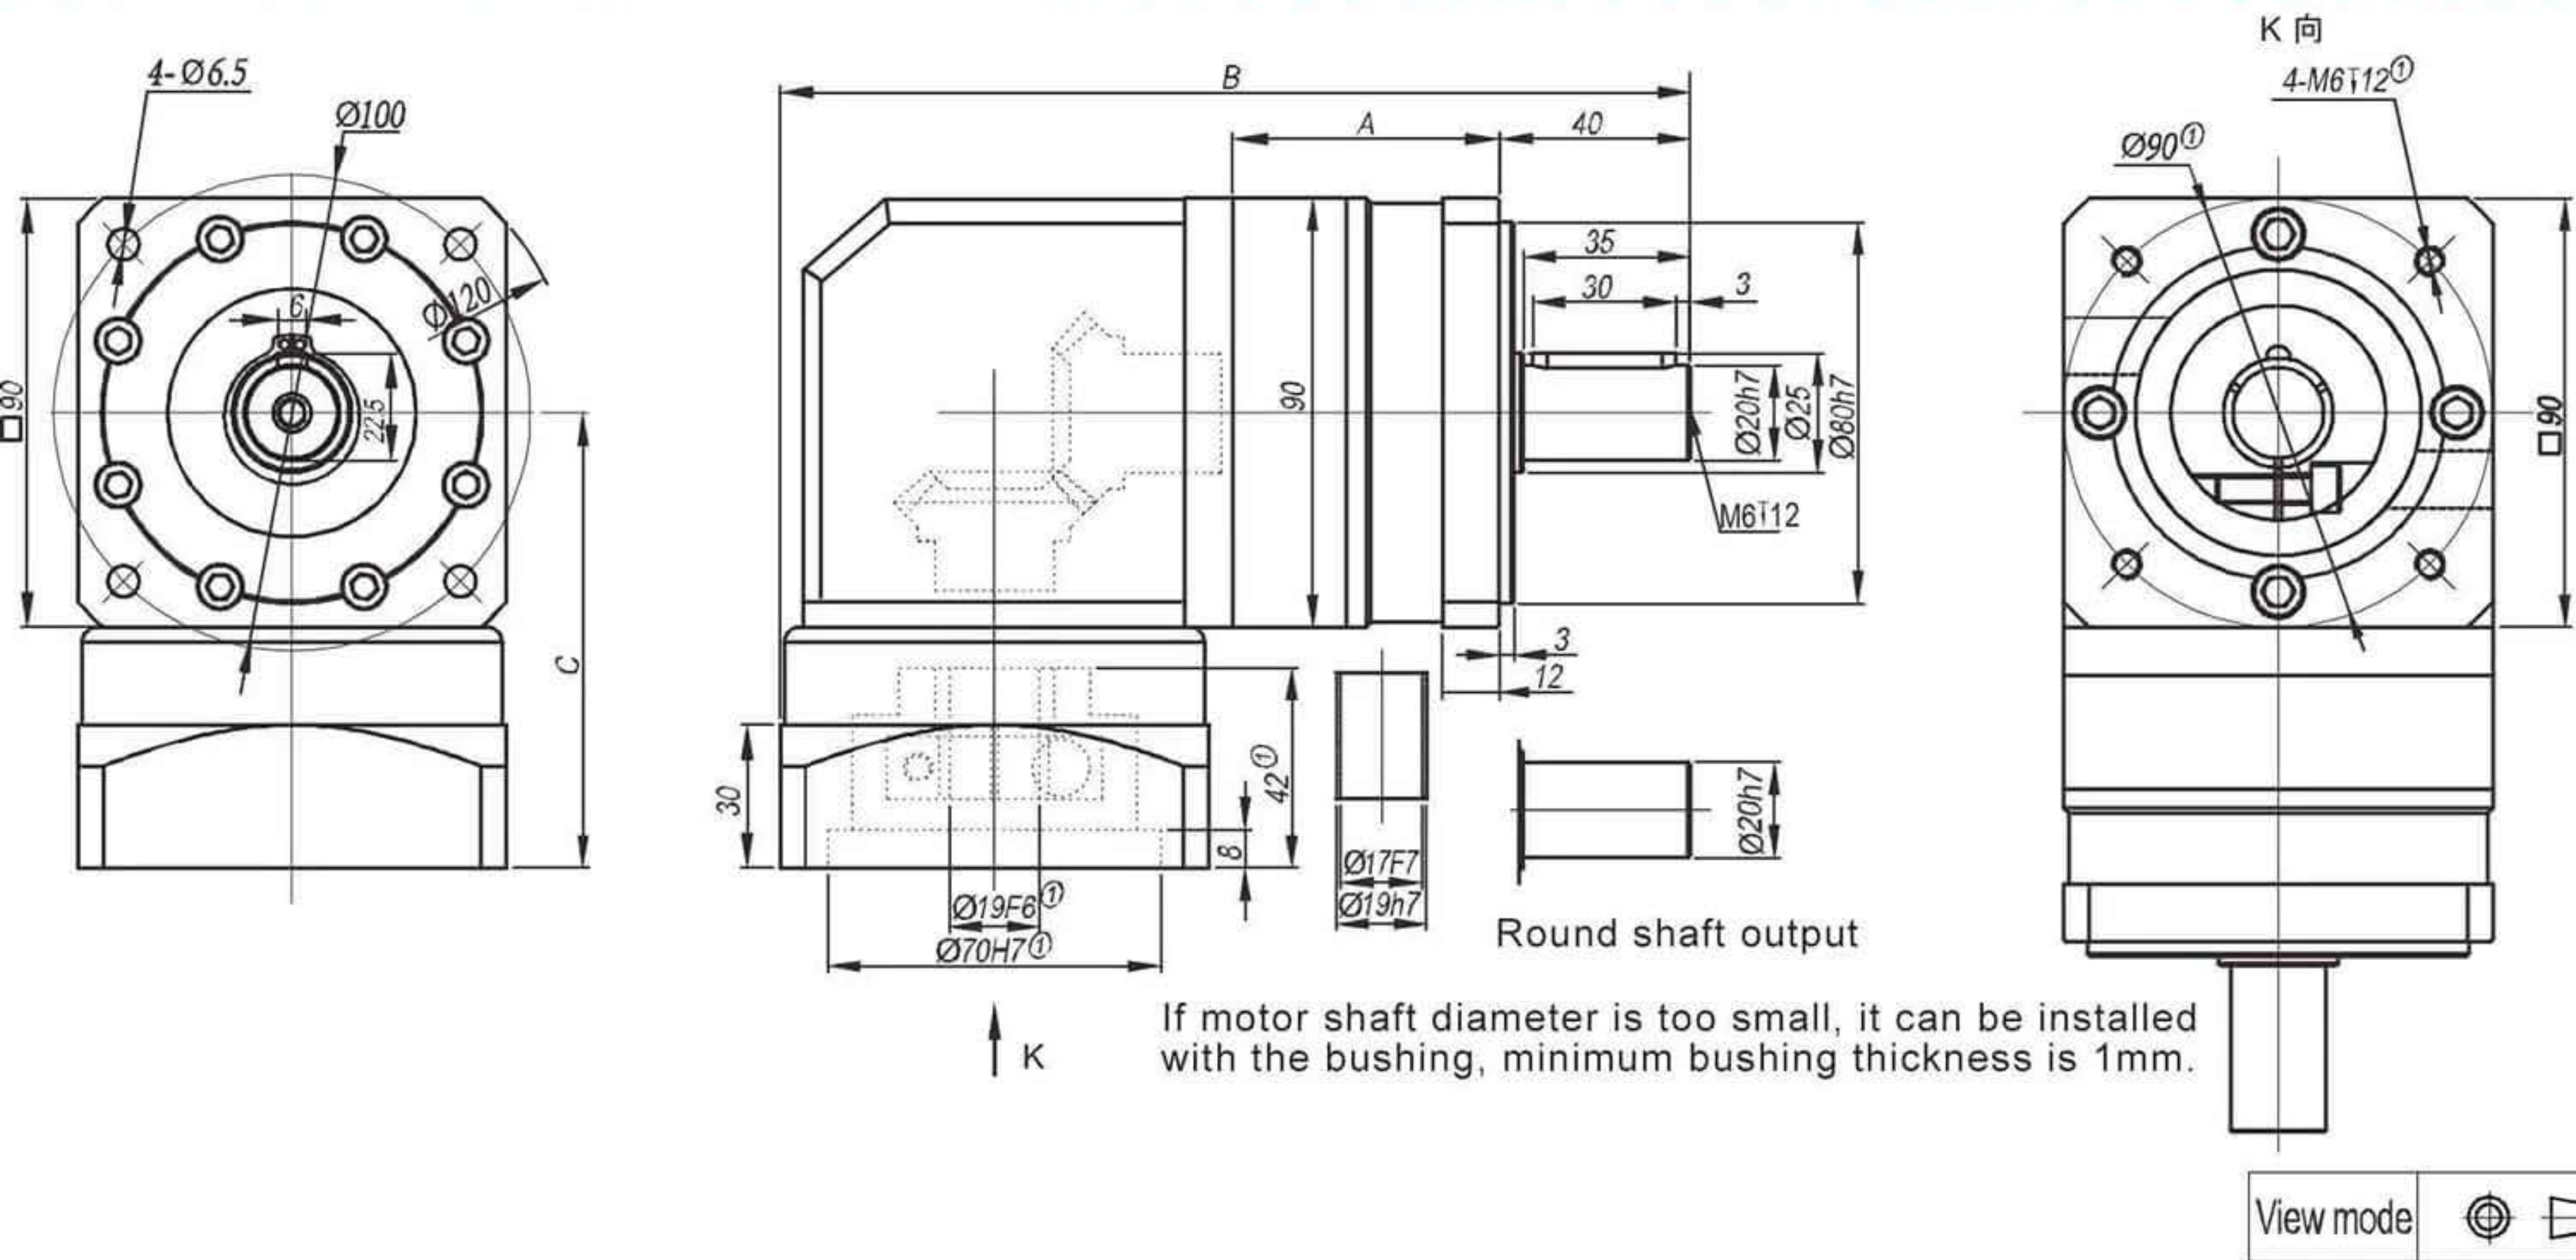 K 向
4-Ø6.5
Ø100
Ø120
6
22.5
□90
C
B
A
40
35
30
3
90
Ø20h7
Ø25
Ø80h7
M6↧12
3
12
30
42①
8
Ø19F6①
Ø70H7①
Ø17F7
Ø19h7
Ø20h7
Round shaft output
K
If motor shaft diameter is too small, it can be installed
with the bushing, minimum bushing thickness is 1mm.
4-M6↧12①
Ø90①
□90
View mode